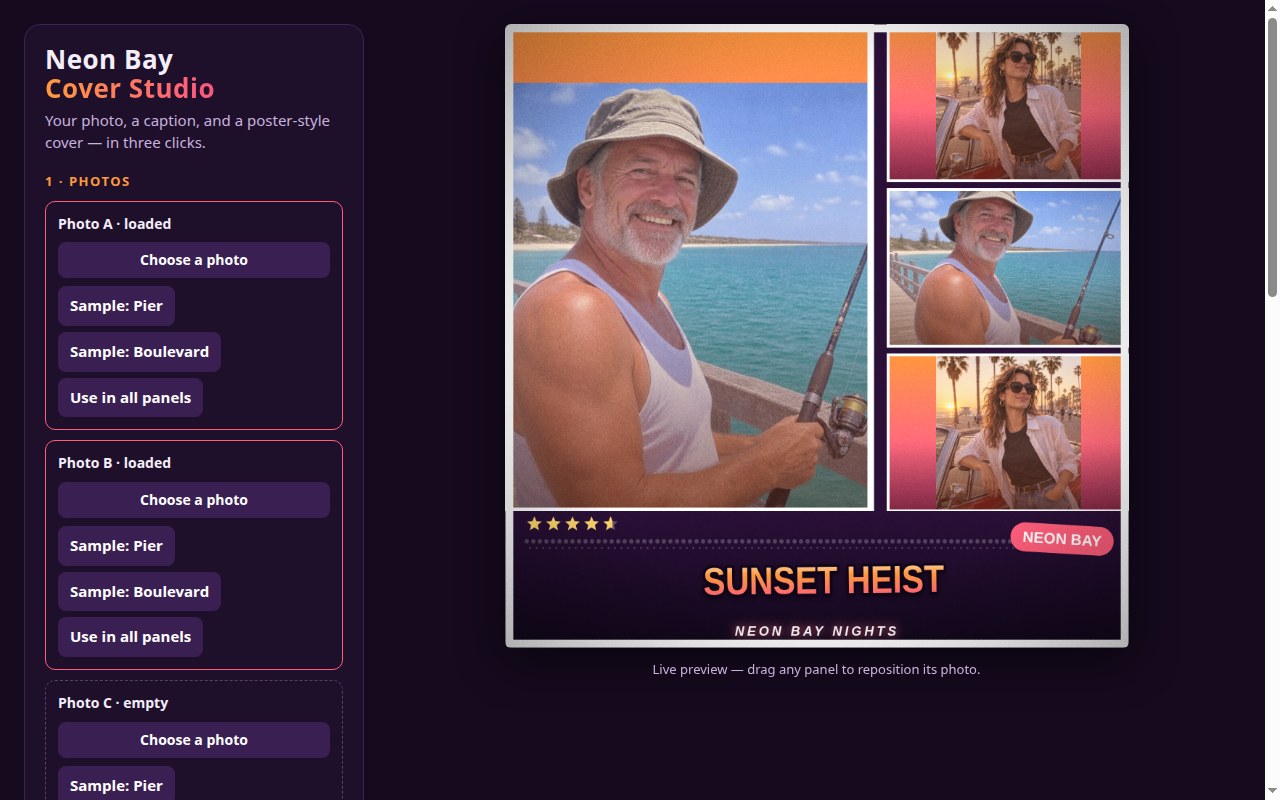 Neon Bay
Cover Studio
Your photo, a caption, and a poster-style
cover — in three clicks.
1 · PHOTOS
Photo A · loaded
Choose a photo
Sample: Pier
Sample: Boulevard
Use in all panels
Photo B · loaded
Choose a photo
Sample: Pier
Sample: Boulevard
Use in all panels
Photo C · empty
Choose a photo
Sample: Pier
NEON BAY
SUNSET HEIST
NEON BAY NIGHTS
Live preview — drag any panel to reposition its photo.